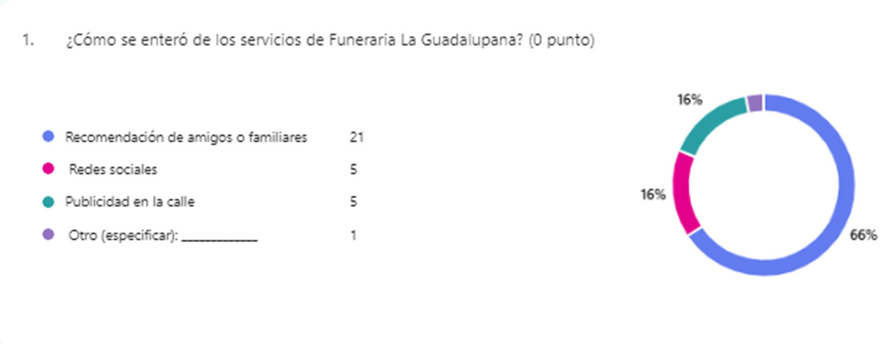 1. ¿Cómo se enteró de los servicios de Funeraria La Guadalupana? (0 punto)
Recomendación de amigos o familiares 21
Redes sociales 5
Publicidad en la calle 5
Otro (especificar): _____________ 1
16%
16%
66%